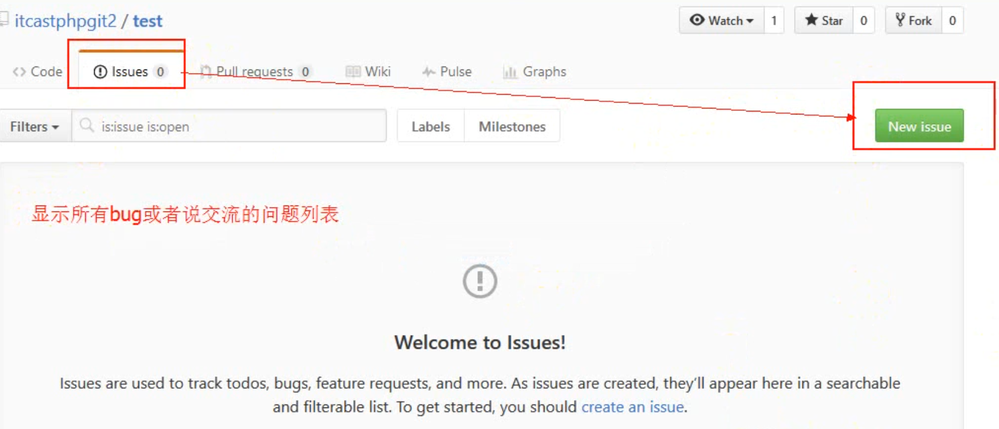 itcastphpgit2 / test
Watch 1 Star 0 Fork 0
Code Issues 0 Pull requests 0 Wiki Pulse Graphs
Filters is:issue is:open Labels Milestones New issue
显示所有bug或者说交流的问题列表
Welcome to Issues!
Issues are used to track todos, bugs, feature requests, and more. As issues are created, they’ll appear here in a searchable
and filterable list. To get started, you should create an issue.